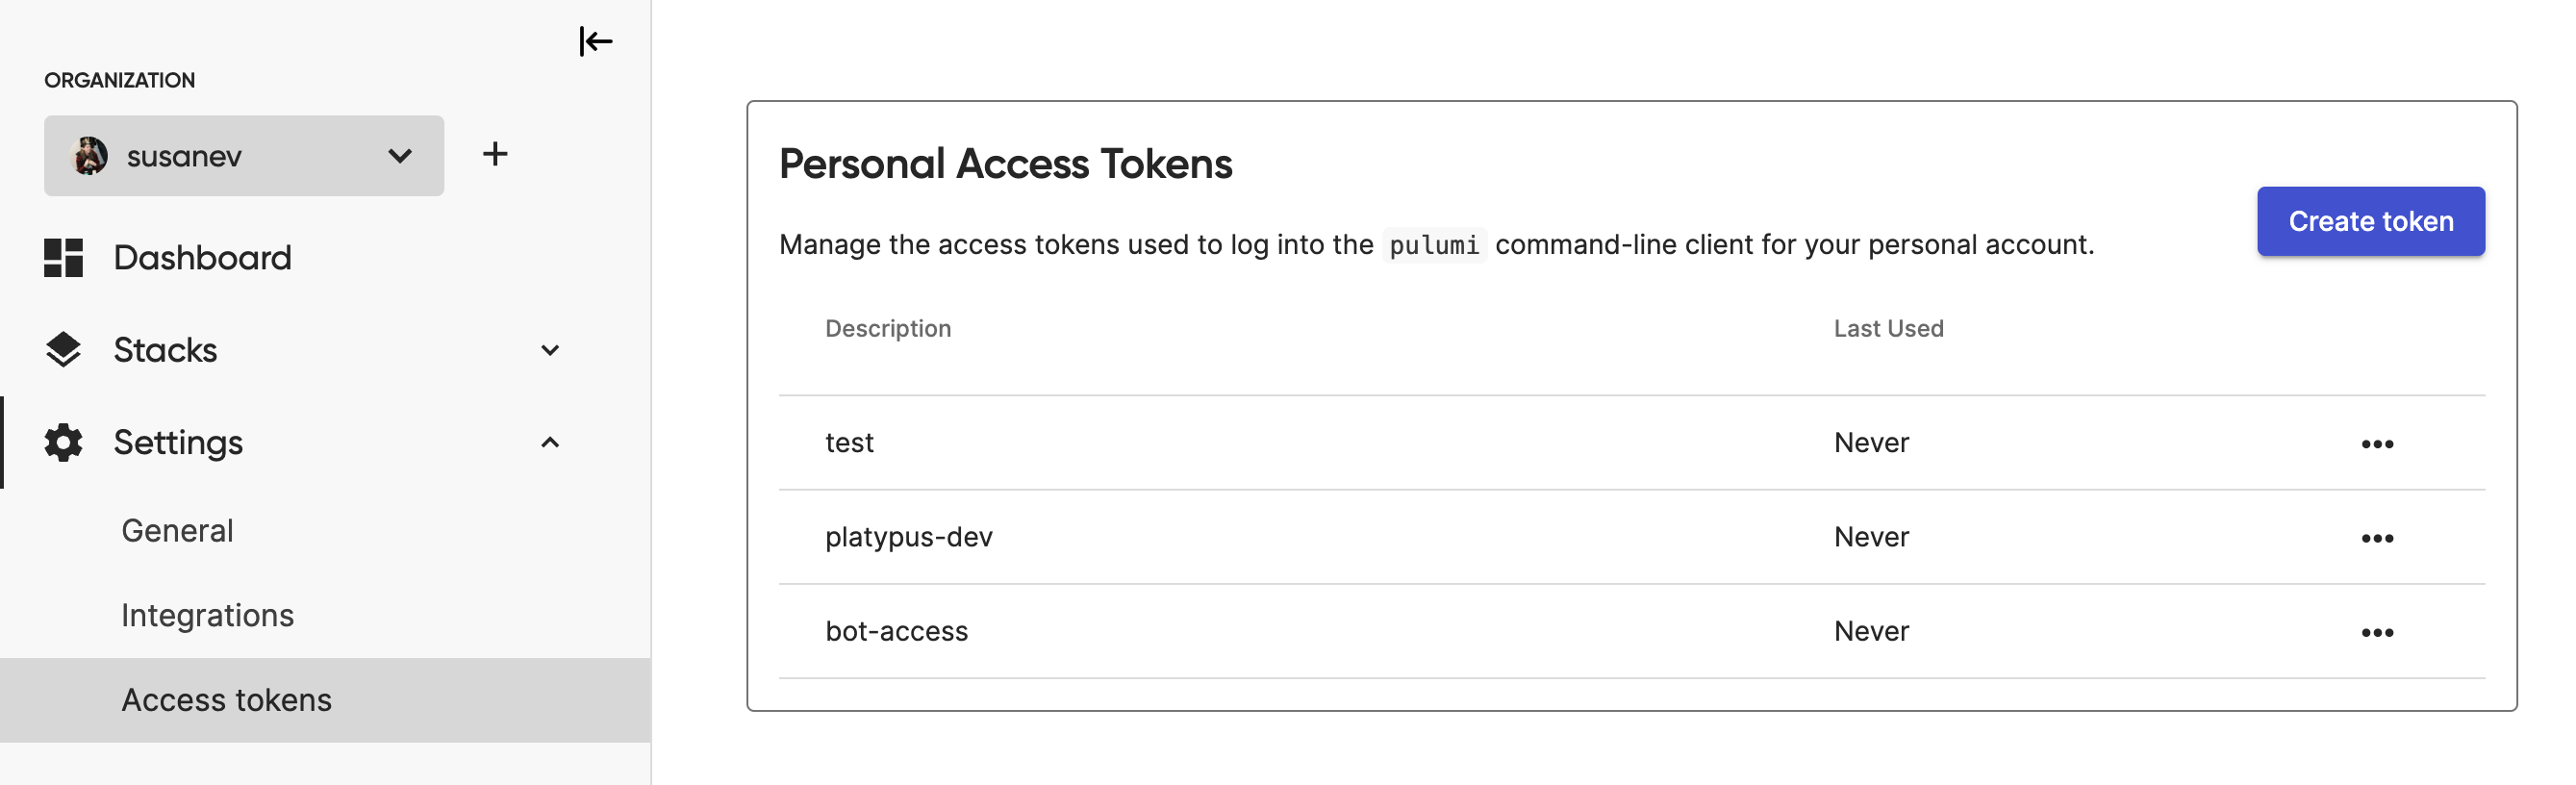 ORGANIZATION
susanev
Dashboard
Stacks
Settings
General
Integrations
Access tokens
Personal Access Tokens
Manage the access tokens used to log into the pulumi command-line client for your personal account.
Create token
Description Last Used
test Never
platypus-dev Never
bot-access Never